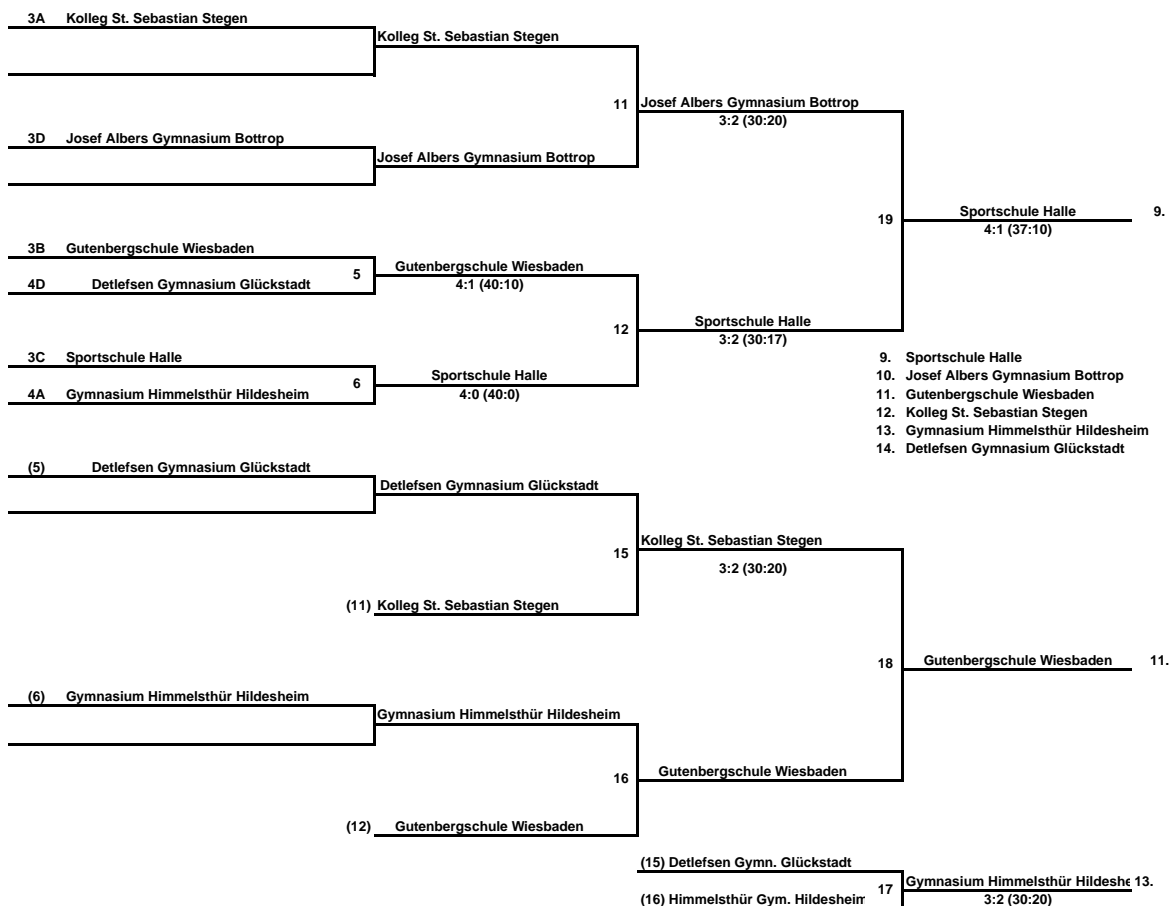 3A Kolleg St. Sebastian Stegen
Kolleg St. Sebastian Stegen
11 Josef Albers Gymnasium Bottrop
3:2 (30:20)
3D Josef Albers Gymnasium Bottrop
Josef Albers Gymnasium Bottrop
19 Sportschule Halle 9.
4:1 (37:10)
3B Gutenbergschule Wiesbaden
5 Gutenbergschule Wiesbaden
4:1 (40:10)
4D Detlefsen Gymnasium Glückstadt
12 Sportschule Halle
3:2 (30:17)
3C Sportschule Halle
6 Sportschule Halle
4:0 (40:0)
4A Gymnasium Himmelsthür Hildesheim
9. Sportschule Halle
10. Josef Albers Gymnasium Bottrop
11. Gutenbergschule Wiesbaden
12. Kolleg St. Sebastian Stegen
13. Gymnasium Himmelsthür Hildesheim
14. Detlefsen Gymnasium Glückstadt
(5) Detlefsen Gymnasium Glückstadt
Detlefsen Gymnasium Glückstadt
15 Kolleg St. Sebastian Stegen
3:2 (30:20)
(11) Kolleg St. Sebastian Stegen
18 Gutenbergschule Wiesbaden 11.
(6) Gymnasium Himmelsthür Hildesheim
Gymnasium Himmelsthür Hildesheim
16 Gutenbergschule Wiesbaden
(12) Gutenbergschule Wiesbaden
(15) Detlefsen Gymn. Glückstadt
17 Gymnasium Himmelsthür Hildeshe 13.
3:2 (30:20)
(16) Himmelsthür Gym. Hildesheim